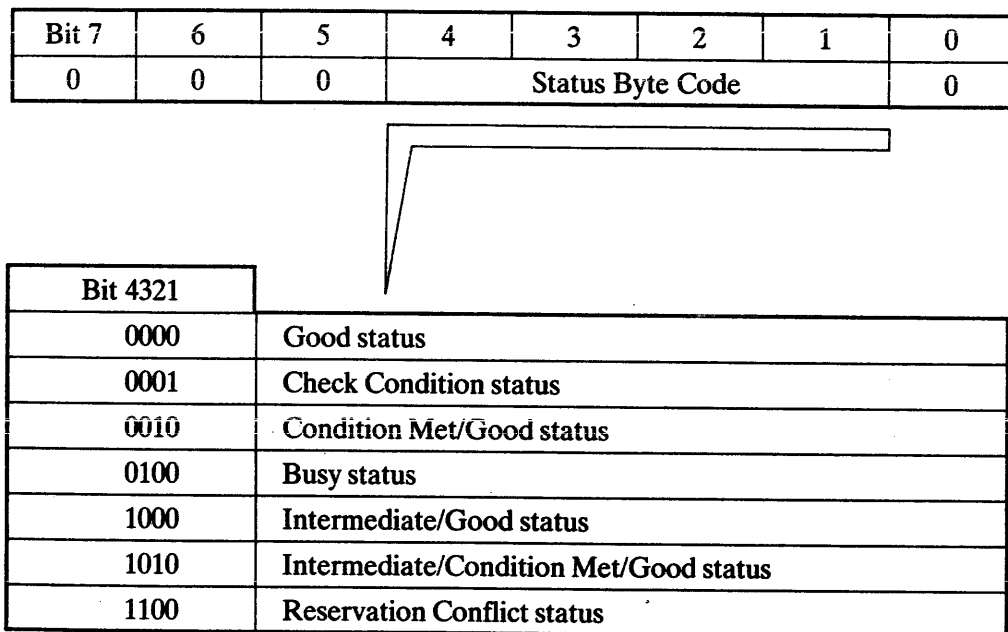 Bit 7 6 5 4 3 2 1 0
0 0 0 Status Byte Code 0
Bit 4321
0000 Good status
0001 Check Condition status
0010 Condition Met/Good status
0100 Busy status
1000 Intermediate/Good status
1010 Intermediate/Condition Met/Good status
1100 Reservation Conflict status